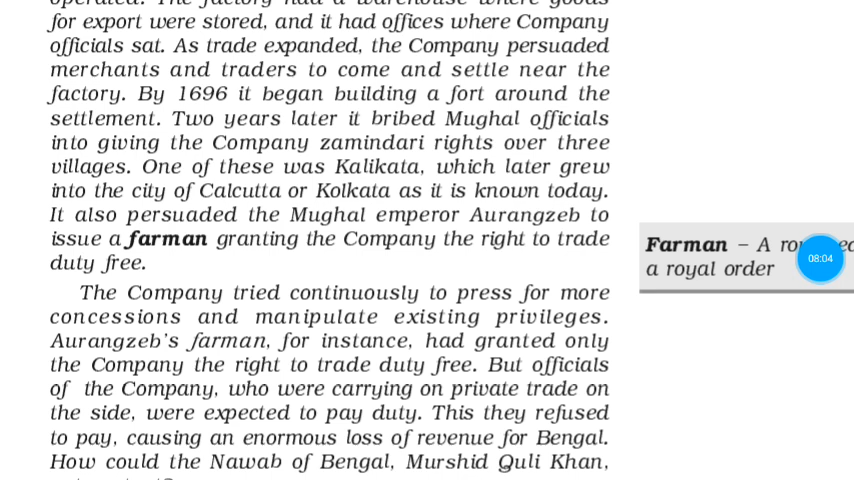 for export were stored, and it had offices where Company
officials sat. As trade expanded, the Company persuaded
merchants and traders to come and settle near the
factory. By 1696 it began building a fort around the
settlement. Two years later it bribed Mughal officials
into giving the Company zamindari rights over three
villages. One of these was Kalikata, which later grew
into the city of Calcutta or Kolkata as it is known today.
It also persuaded the Mughal emperor Aurangzeb to
issue a farman granting the Company the right to trade
duty free.
Farman – A
08:04
a royal order
The Company tried continuously to press for more
concessions and manipulate existing privileges.
Aurangzeb's farman, for instance, had granted only
the Company the right to trade duty free. But officials
of the Company, who were carrying on private trade on
the side, were expected to pay duty. This they refused
to pay, causing an enormous loss of revenue for Bengal.
How could the Nawab of Bengal, Murshid Quli Khan,